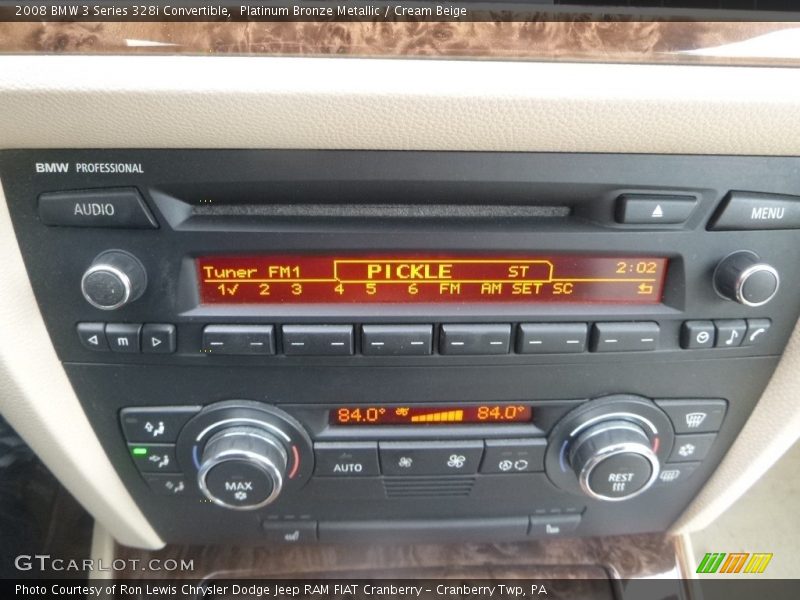 2008 BMW 3 Series 328i Convertible, Platinum Bronze Metallic / Cream Beige
BMW PROFESSIONAL
AUDIO
MENU
Tuner FM1 PICKLE ST 2:02
1√ 2 3 4 5 6 FM AM SET SC
m
84.0° 84.0°
AUTO
MAX
REST
GTCARLOT.COM
Photo Courtesy of Ron Lewis Chrysler Dodge Jeep RAM FIAT Cranberry – Cranberry Twp, PA